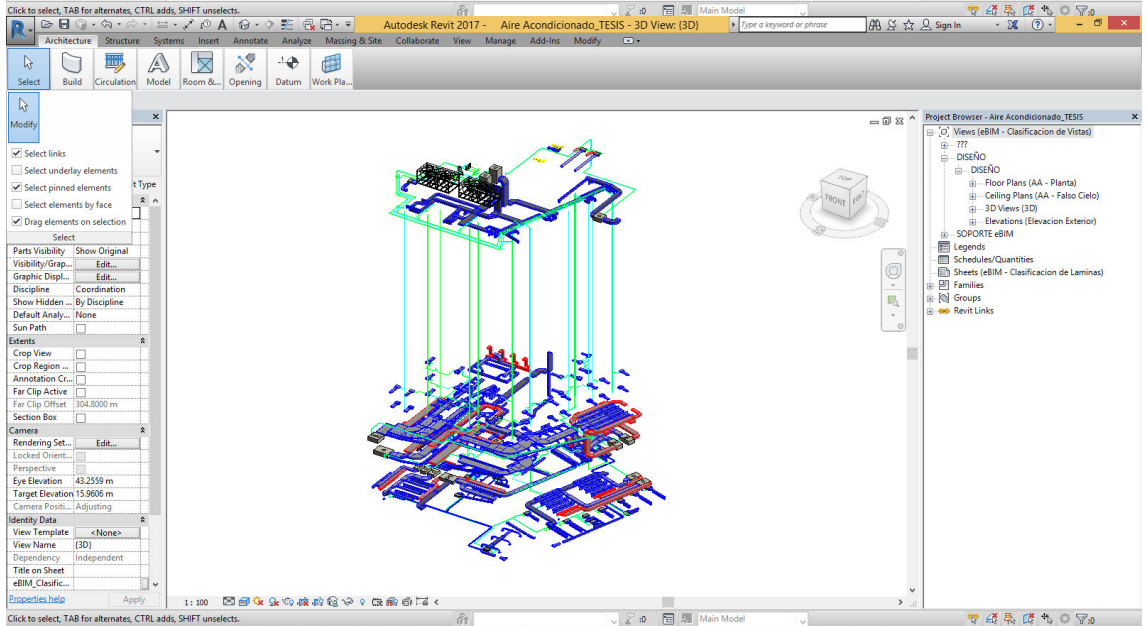 Click to select, TAB for alternates, CTRL adds, SHIFT unselects.
:0
Main Model
:0
Autodesk Revit 2017 - Aire Acondicionado_TESIS - 3D View: {3D}
Type a keyword or phrase
Sign In
Architecture Structure Systems Insert Annotate Analyze Massing & Site Collaborate View Manage Add-Ins Modify
Select Build Circulation Model Room &... Opening Datum Work Pla...
Modify
Select links
Select underlay elements
Select pinned elements
Select elements by face
Drag elements on selection
Select
t Type
Parts Visibility Show Original
Visibility/Grap... Edit...
Graphic Displ... Edit...
Discipline Coordination
Show Hidden ... By Discipline
Default Analy... None
Sun Path
Extents
Crop View
Crop Region ...
Annotation Cr...
Far Clip Active
Far Clip Offset 304.8000 m
Section Box
Camera
Rendering Set... Edit...
Locked Orient...
Perspective
Eye Elevation 43.2559 m
Target Elevation 15.9606 m
Camera Positi... Adjusting
Identity Data
View Template <None>
View Name {3D}
Dependency Independent
Title on Sheet
eBIM_Clasific...
Properties help Apply
TOP
FRONT
1 : 100
Project Browser - Aire Acondicionado_TESIS
Views (eBIM - Clasificacion de Vistas)
???
DISEÑO
DISEÑO
Floor Plans (AA - Planta)
Ceiling Plans (AA - Falso Cielo)
3D Views (3D)
Elevations (Elevacion Exterior)
SOPORTE eBIM
Legends
Schedules/Quantities
Sheets (eBIM - Clasificacion de Laminas)
Families
Groups
Revit Links
Click to select, TAB for alternates, CTRL adds, SHIFT unselects.
:0
Main Model
:0